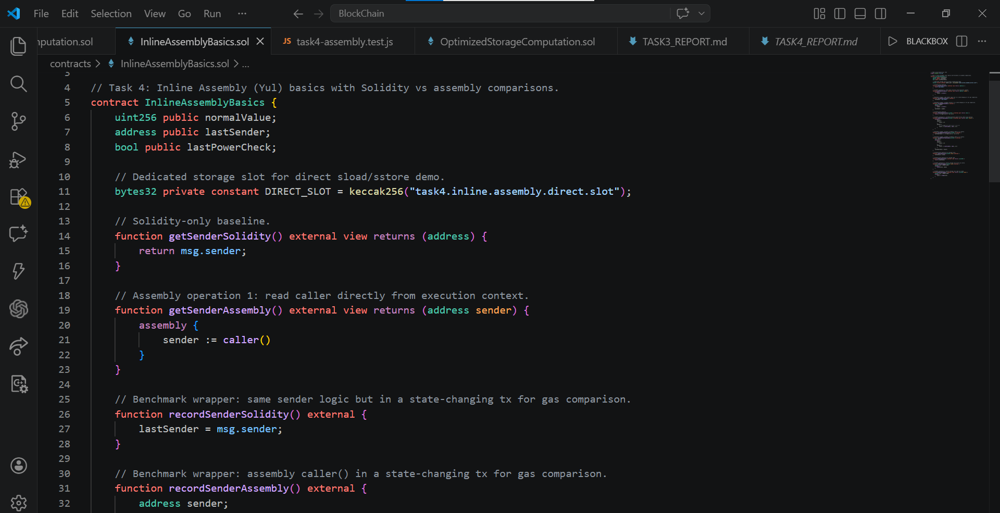 File Edit Selection View Go Run ··· BlockChain
nputation.sol InlineAssemblyBasics.sol JS task4-assembly.test.js OptimizedStorageComputation.sol TASK3_REPORT.md TASK4_REPORT.md BLACKBOX ···
contracts > InlineAssemblyBasics.sol > ...
3
4 // Task 4: Inline Assembly (Yul) basics with Solidity vs assembly comparisons.
5 contract InlineAssemblyBasics {
6 uint256 public normalValue;
7 address public lastSender;
8 bool public lastPowerCheck;
9
10 // Dedicated storage slot for direct sload/sstore demo.
11 bytes32 private constant DIRECT_SLOT = keccak256("task4.inline.assembly.direct.slot");
12
13 // Solidity-only baseline.
14 function getSenderSolidity() external view returns (address) {
15 return msg.sender;
16 }
17
18 // Assembly operation 1: read caller directly from execution context.
19 function getSenderAssembly() external view returns (address sender) {
20 assembly {
21 sender := caller()
22 }
23 }
24
25 // Benchmark wrapper: same sender logic but in a state-changing tx for gas comparison.
26 function recordSenderSolidity() external {
27 lastSender = msg.sender;
28 }
29
30 // Benchmark wrapper: assembly caller() in a state-changing tx for gas comparison.
31 function recordSenderAssembly() external {
32 address sender;